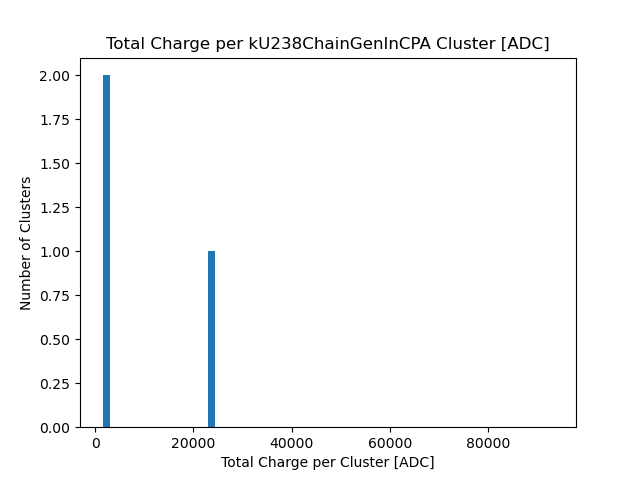 Total Charge per kU238ChainGenInCPA Cluster [ADC]
2.00
1.75
1.50
1.25
1.00
0.75
0.50
0.25
0.00
Number of Clusters
0 20000 40000 60000 80000
Total Charge per Cluster [ADC]